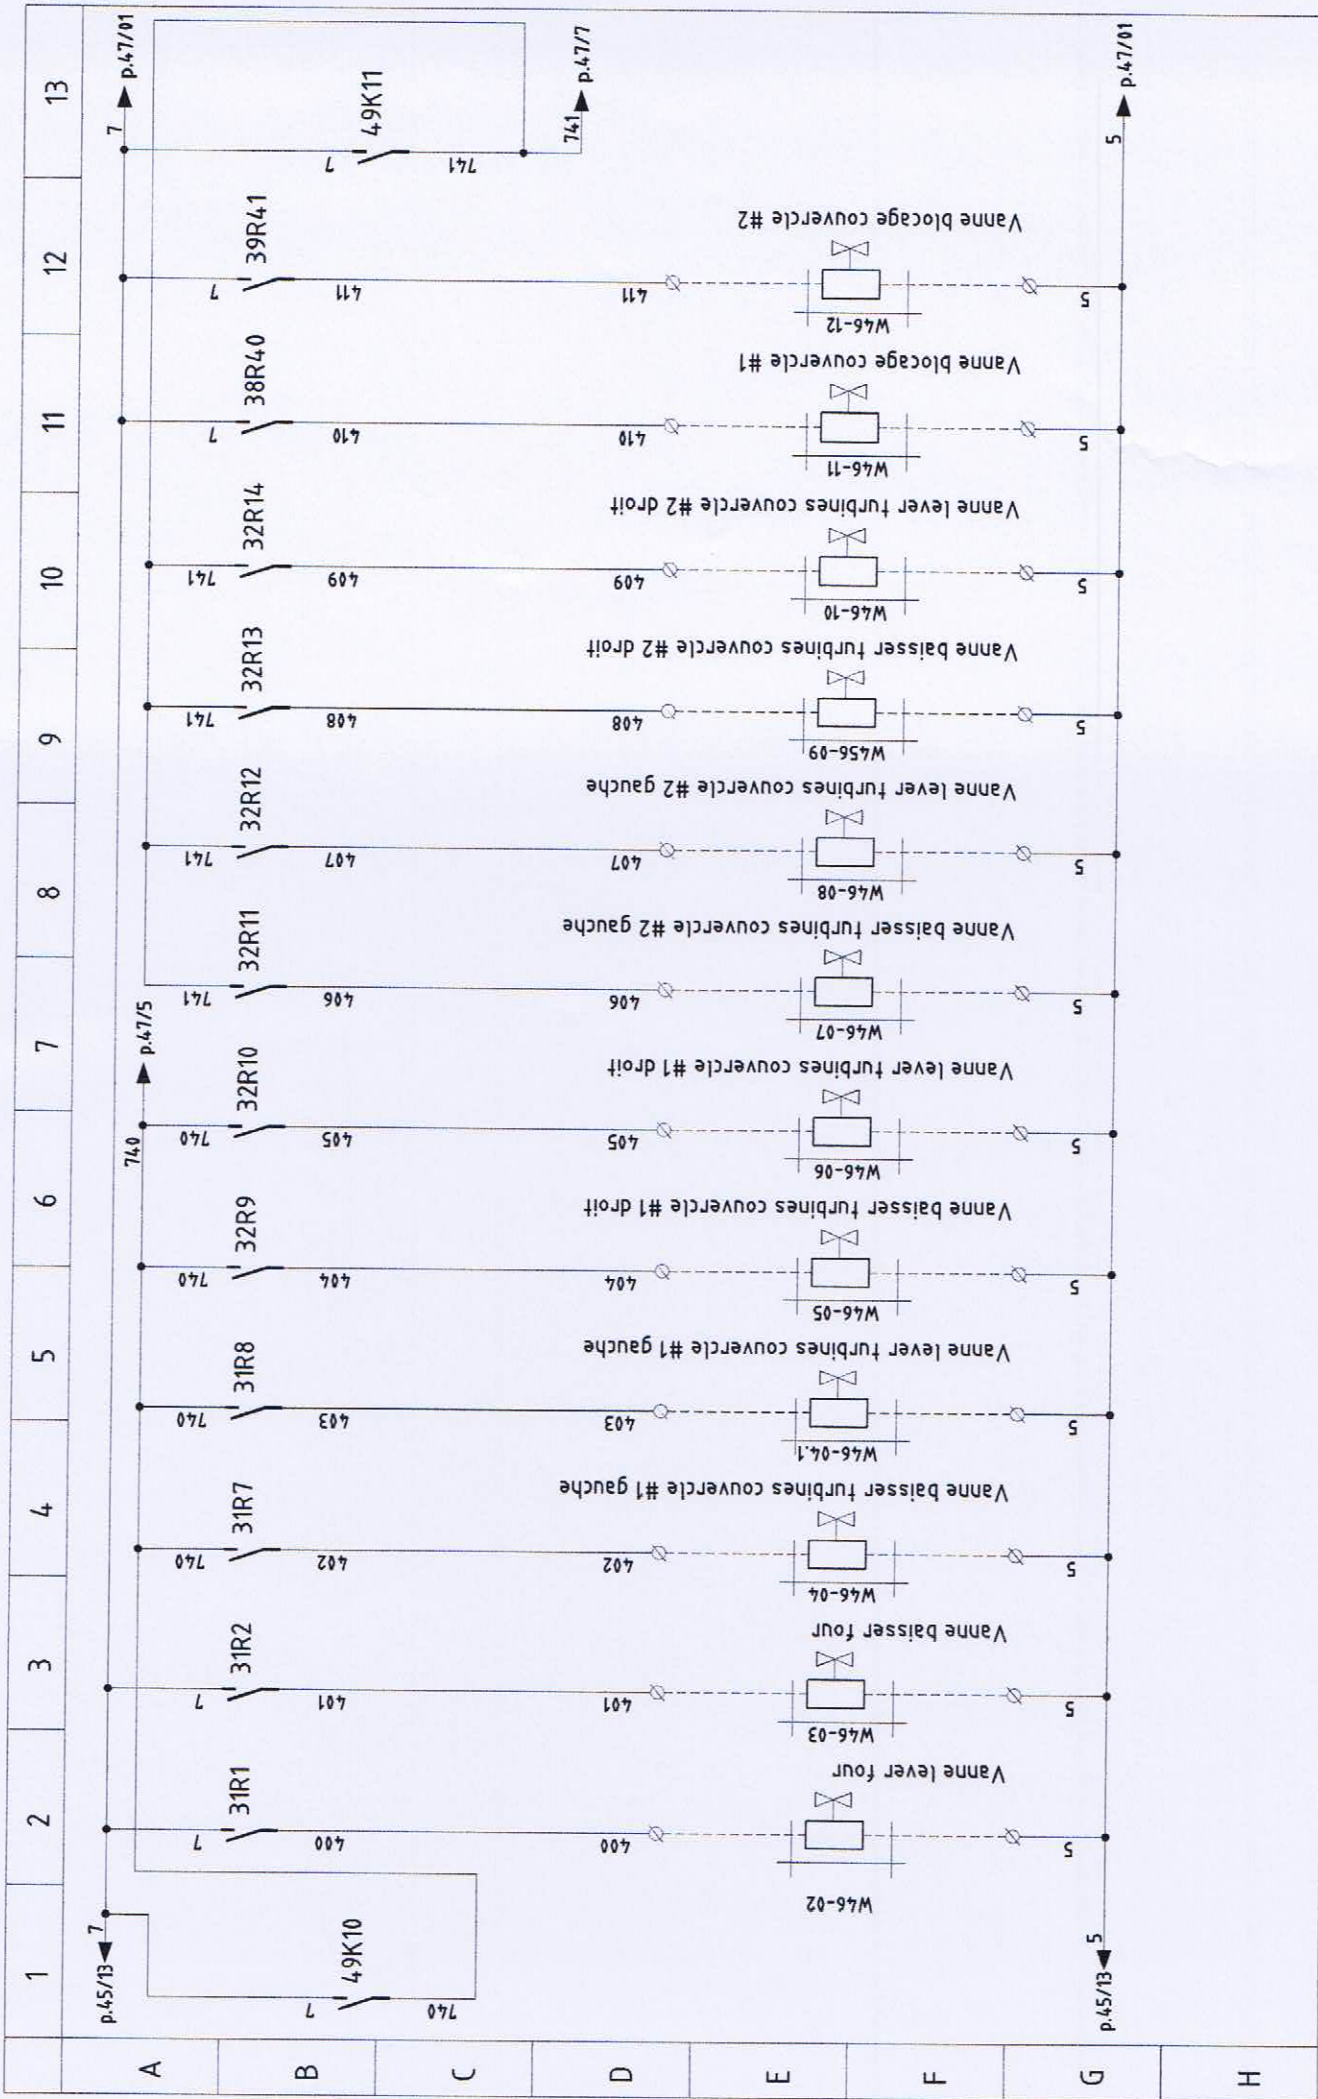 1 2 3 4 5 6 7 8 9 10 11 12 13
A
B
C
D
E
F
G
H
p.45/13 7
7 p.47/01
740 p.47/5
7 49K10 740
7 31R1 400 400
W46-02
Vanne lever four
5
7 31R2 401 401
W46-03
Vanne baisser four
5
740 31R7 402 402
W46-04
Vanne baisser turbines couvercle #1 gauche
5
740 31R8 403 403
W46-04.1
Vanne lever turbines couvercle #1 gauche
5
740 32R9 404 404
W46-05
Vanne baisser turbines couvercle #1 droit
5
740 32R10 405 405
W46-06
Vanne lever turbines couvercle #1 droit
5
741 32R11 406 406
W46-07
Vanne baisser turbines couvercle #2 gauche
5
741 32R12 407 407
W46-08
Vanne lever turbines couvercle #2 gauche
5
741 32R13 408 408
W456-09
Vanne baisser turbines couvercle #2 droit
5
741 32R14 409 409
W46-10
Vanne lever turbines couvercle #2 droit
5
7 38R40 410 410
W46-11
Vanne blocage couvercle #1
5
7 39R41 411 411
W46-12
Vanne blocage couvercle #2
5
7 49K11 741
741 p.47/7
p.45/13 5
5 p.47/01